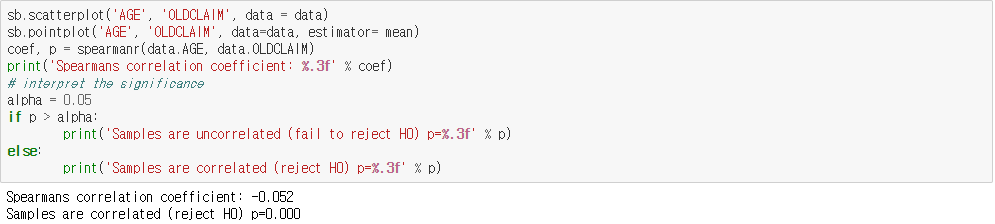 sb.scatterplot('AGE', 'OLDCLAIM', data = data)
sb.pointplot('AGE', 'OLDCLAIM', data=data, estimator= mean)
coef, p = spearmanr(data.AGE, data.OLDCLAIM)
print('Spearmans correlation coefficient: %.3f' % coef)
# interpret the significance
alpha = 0.05
if p > alpha:
        print('Samples are uncorrelated (fail to reject H0) p=%.3f' % p)
else:
        print('Samples are correlated (reject H0) p=%.3f' % p)
Spearmans correlation coefficient: -0.052
Samples are correlated (reject H0) p=0.000